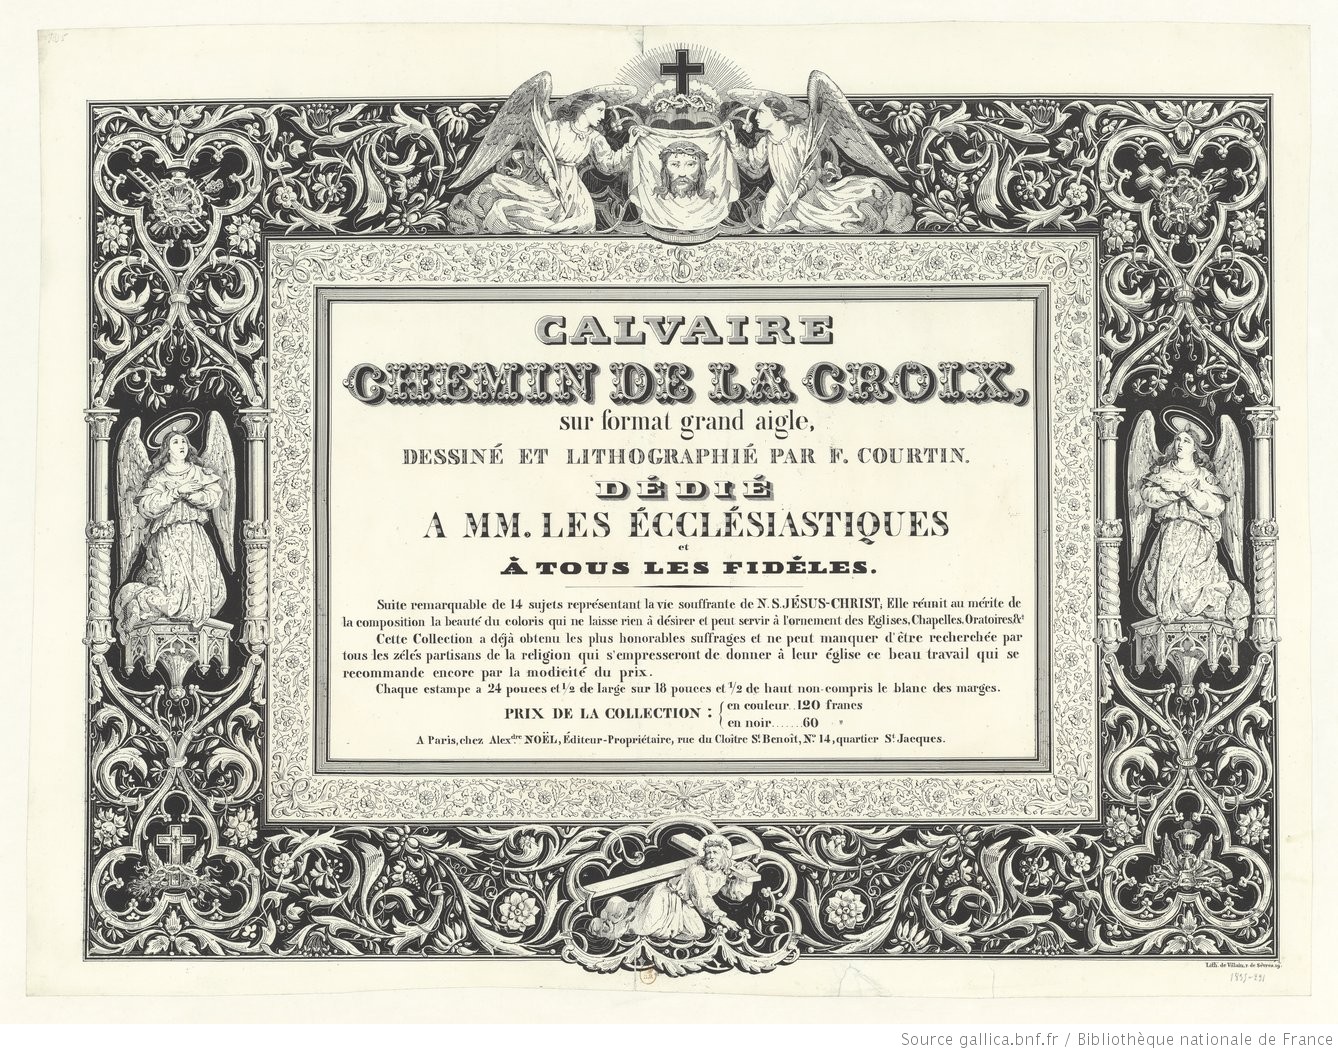 CALVAIRE
CHEMIN DE LA CROIX,
sur format grand aigle,
DESSINÉ ET LITHOGRAPHIÉ PAR F. COURTIN.
DÉDIÉ
A MM. LES ÉCCLÉSIASTIQUES
et
À TOUS LES FIDÉLES.
Suite remarquable de 14 sujets représentant la vie souffrante de N.S. JÉSUS-CHRIST, Elle réunit au mérite de
la composition la beauté du coloris qui ne laisse rien à désirer et peut servir à l'ornement des Eglises, Chapelles, Oratoires &ct
Cette Collection a déjà obtenu les plus honorables suffrages et ne peut manquer d'être recherchée par
tous les zélés partisans de la religion qui s'empresseront de donner à leur église ce beau travail qui se
recommande encore par la modicité du prix.
Chaque estampe a 24 pouces et 1/2 de large sur 18 pouces et 1/2 de haut non-compris le blanc des marges.
PRIX DE LA COLLECTION : { en couleur.. 120 francs
en noir....... 60 "
A Paris, chez Alexdre NOËL, Éditeur-Propriétaire, rue du Cloître St Benoît, No 14, quartier St Jacques.
Lith. de Villain, r. de Sèvres, 19.
1831-291
Source gallica.bnf.fr / Bibliothèque nationale de France